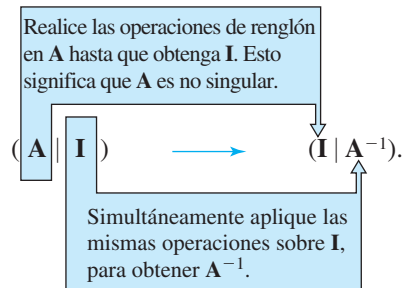 Realice las operaciones de renglón
en A hasta que obtenga I. Esto
significa que A es no singular.
( A | I ) (I | A⁻¹).
Simultáneamente aplique las
mismas operaciones sobre I,
para obtener A⁻¹.